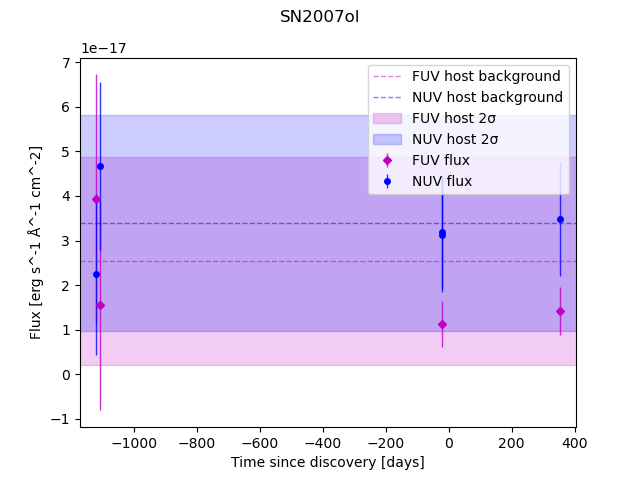 SN2007ol
1e−17
7
6
5
4
3
2
1
0
−1
Flux [erg s^-1 Å^-1 cm^-2]
FUV host background
NUV host background
FUV host 2σ
NUV host 2σ
FUV flux
NUV flux
−1000 −800 −600 −400 −200 0 200 400
Time since discovery [days]